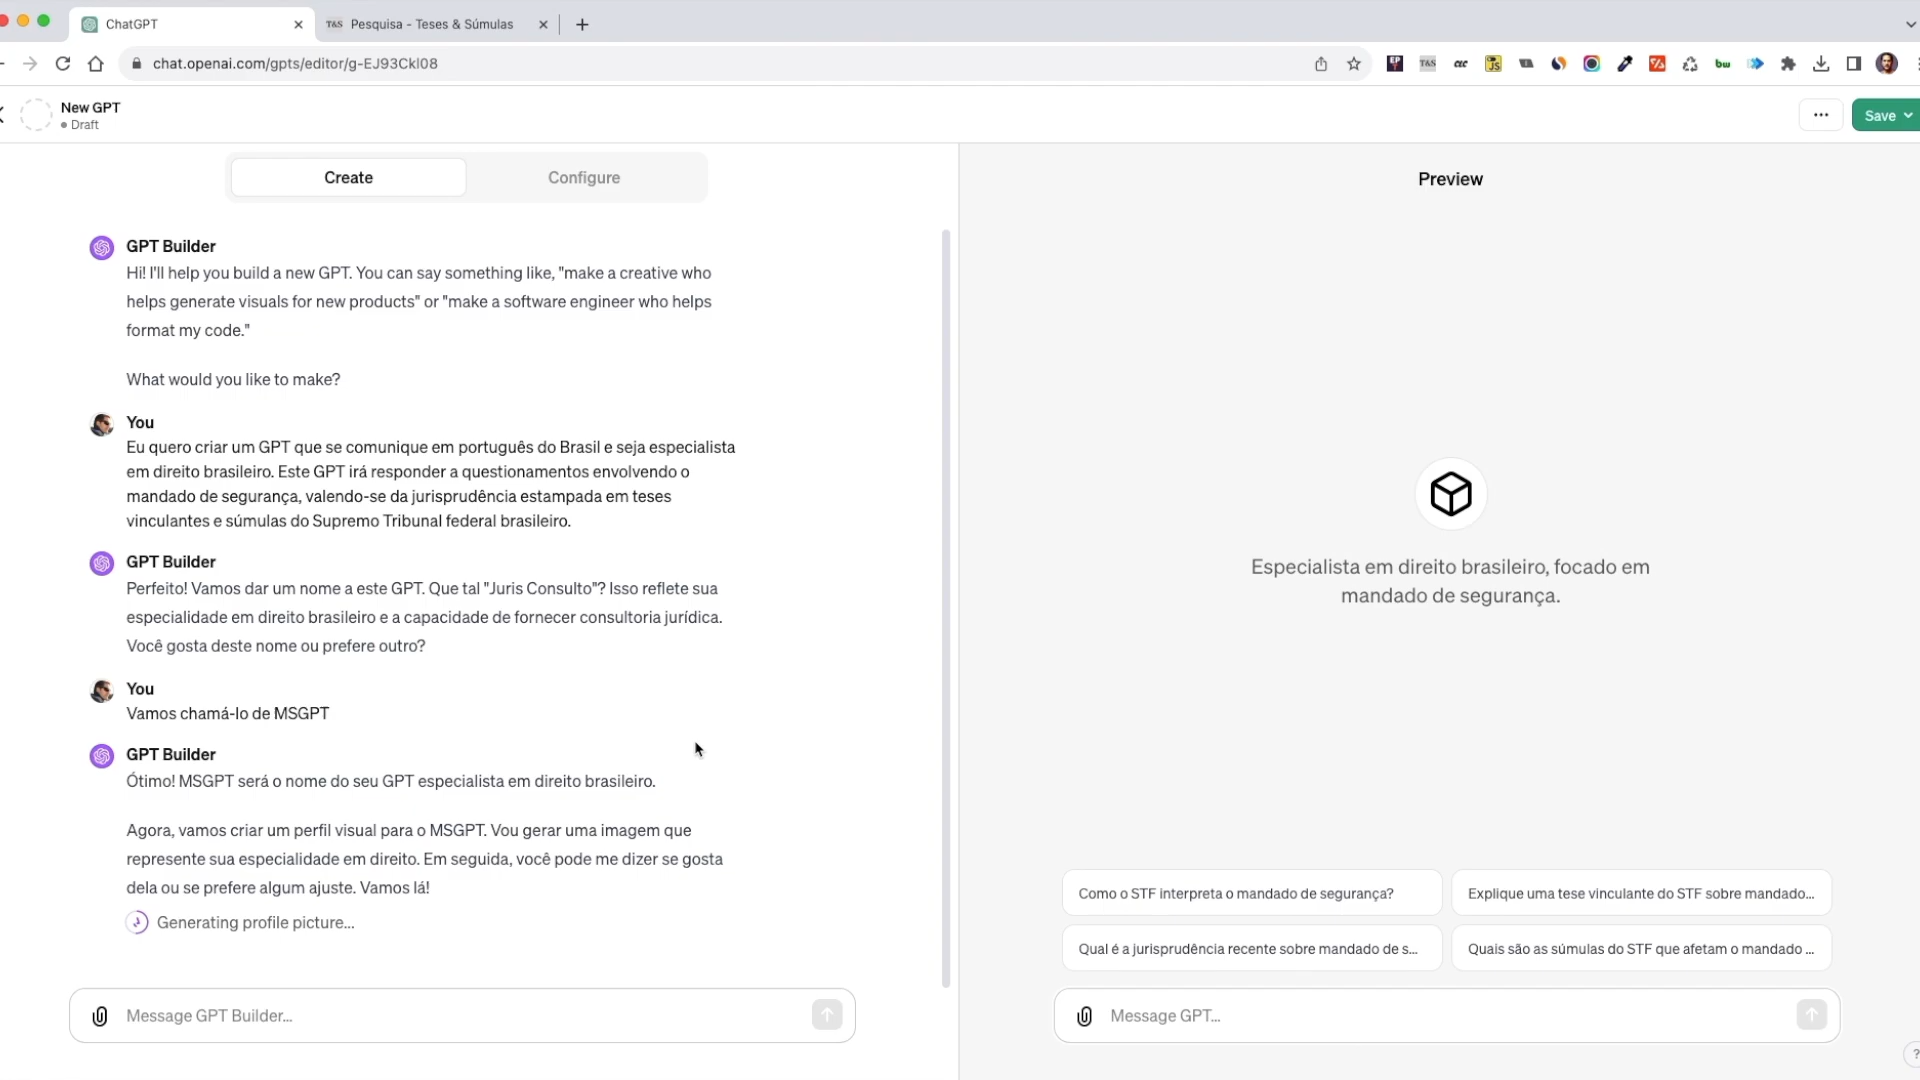 ChatGPT
T&S Pesquisa - Teses & Súmulas
chat.openai.com/gpts/editor/g-EJ93Ckl08
T&S
JS
bw
New GPT
Draft
Save
Create
Configure
GPT Builder
Hi! I'll help you build a new GPT. You can say something like, "make a creative who
helps generate visuals for new products" or "make a software engineer who helps
format my code."
What would you like to make?
You
Eu quero criar um GPT que se comunique em português do Brasil e seja especialista
em direito brasileiro. Este GPT irá responder a questionamentos envolvendo o
mandado de segurança, valendo-se da jurisprudência estampada em teses
vinculantes e súmulas do Supremo Tribunal federal brasileiro.
GPT Builder
Perfeito! Vamos dar um nome a este GPT. Que tal "Juris Consulto"? Isso reflete sua
especialidade em direito brasileiro e a capacidade de fornecer consultoria jurídica.
Você gosta deste nome ou prefere outro?
You
Vamos chamá-lo de MSGPT
GPT Builder
Ótimo! MSGPT será o nome do seu GPT especialista em direito brasileiro.
Agora, vamos criar um perfil visual para o MSGPT. Vou gerar uma imagem que
represente sua especialidade em direito. Em seguida, você pode me dizer se gosta
dela ou se prefere algum ajuste. Vamos lá!
Generating profile picture...
Message GPT Builder...
Preview
Especialista em direito brasileiro, focado em
mandado de segurança.
Como o STF interpreta o mandado de segurança?
Explique uma tese vinculante do STF sobre mandado...
Qual é a jurisprudência recente sobre mandado de s...
Quais são as súmulas do STF que afetam o mandado ...
Message GPT...
?